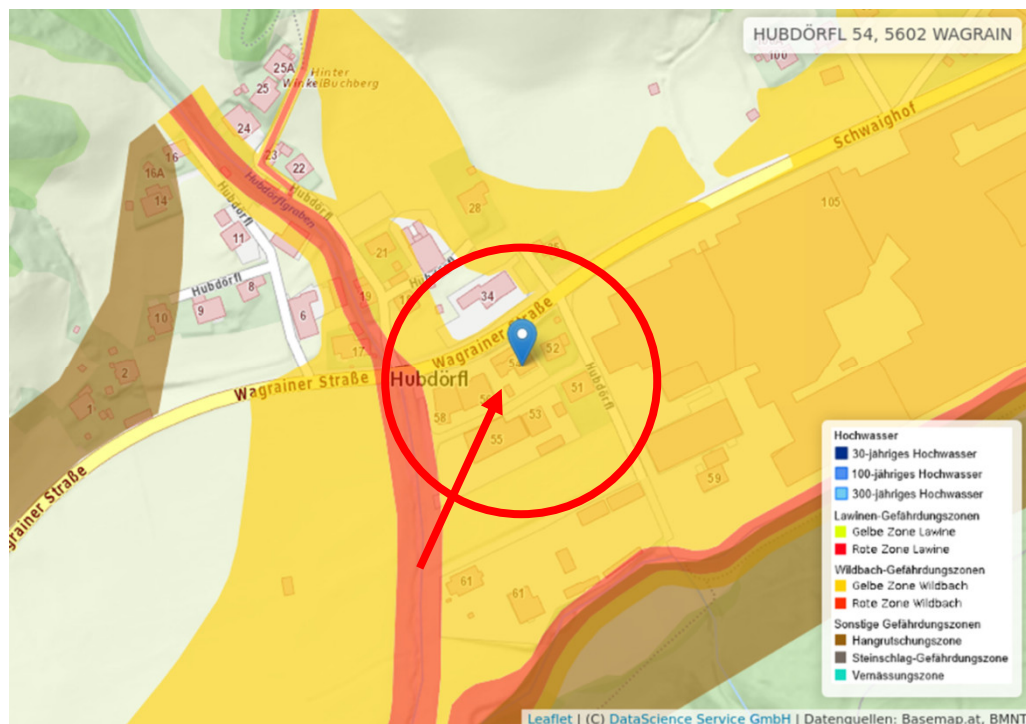 HUBDÖRFL 54, 5602 WAGRAIN
100
25A
Hinter
WinkelBuchberg
25
24
Schwaighof
16
23
22
16A
Hubdörfl
Hubdörflgraben
Hubdörfl
14
28
105
11
21
Hubdörfl
Hubdörfl
34
8
19
10
9
6
Wagrainer Straße
17
52
2
Wagrainer Straße
Hubdörfl
51
Hubdörfl
1
58
53
55
59
grainer Straße
61
61
Hochwasser
30-jähriges Hochwasser
100-jähriges Hochwasser
300-jähriges Hochwasser
Lawinen-Gefährdungszonen
Gelbe Zone Lawine
Rote Zone Lawine
Wildbach-Gefährdungszonen
Gelbe Zone Wildbach
Rote Zone Wildbach
Sonstige Gefährdungszonen
Hangrutschungszone
Steinschlag-Gefährdungszone
Vernässungszone
Leaflet | (C) DataScience Service GmbH | Datenquellen: Basemap.at, BMNT